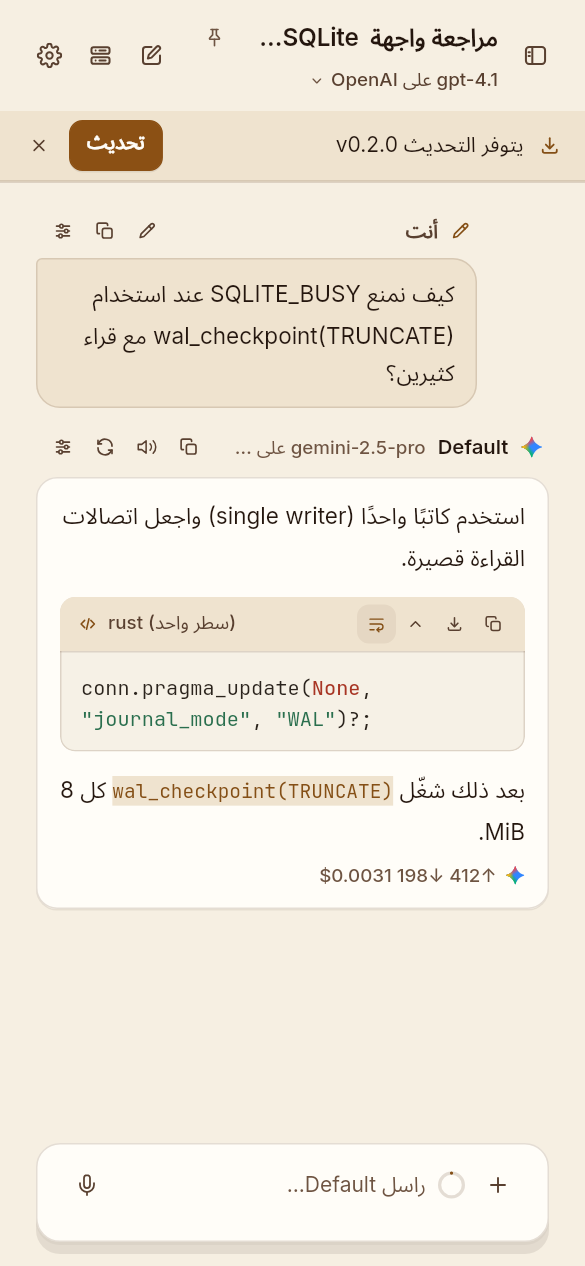 مراجعة واجهة SQLite...
gpt-4.1 على OpenAI
يتوفر التحديث v0.2.0
تحديث
أنت
كيف نمنع SQLITE_BUSY عند استخدام
wal_checkpoint(TRUNCATE) مع قراء
كثيرين؟
Default gemini-2.5-pro على ...
استخدم كاتبًا واحدًا (single writer) واجعل اتصالات
القراءة قصيرة.
rust (سطر واحد)
conn.pragma_update(None,
"journal_mode", "WAL")?;
بعد ذلك شغّل wal_checkpoint(TRUNCATE) كل 8
MiB.
↑412 ↓198 $0.0031
راسل Default...